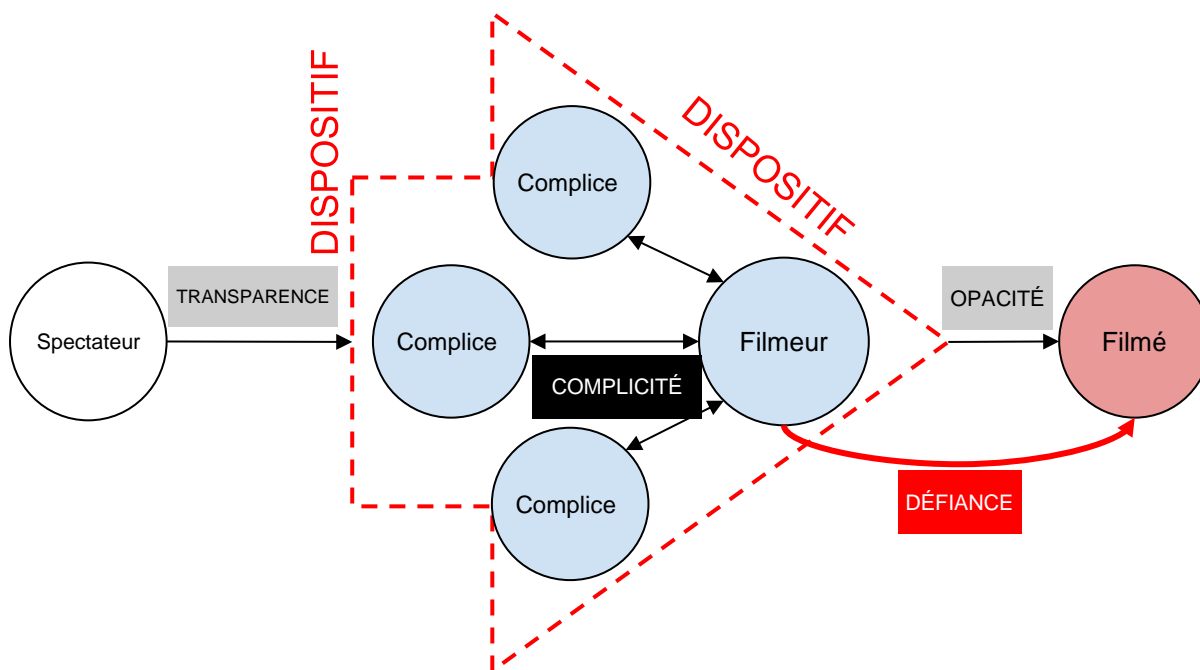 DISPOSITIF
DISPOSITIF
Complice
Spectateur
TRANSPARENCE
Complice
COMPLICITÉ
Filmeur
OPACITÉ
Filmé
Complice
DÉFIANCE